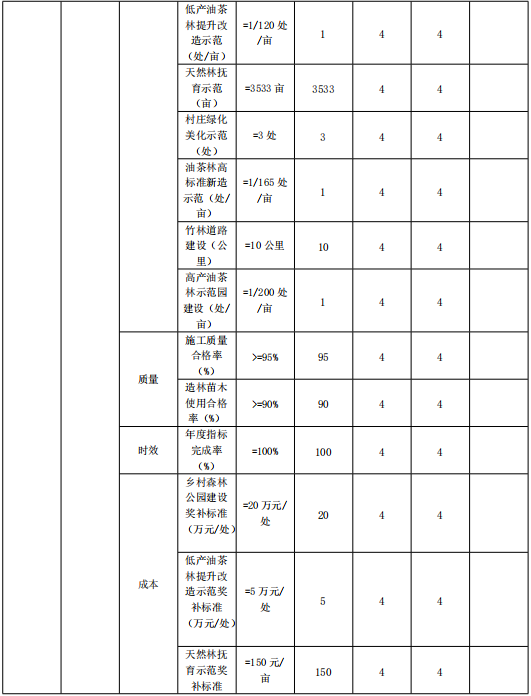 低产油茶
林提升改
造示范
（处/亩）
=1/120 处
/亩
1
4
4
天然林抚
育示范
（亩）
=3533 亩
3533
4
4
村庄绿化
美化示范
（处）
=3 处
3
4
4
油茶林高
标准新造
示范（处/
亩）
=1/165 处
/亩
1
4
4
竹林道路
建设（公
里）
=10 公里
10
4
4
高产油茶
林示范园
建设（处/
亩）
=1/200 处
/亩
1
4
4
质量
施工质量
合格率
（%）
>=95%
95
4
4
造林苗木
使用合格
率（%）
>=90%
90
4
4
时效
年度指标
完成率
（%）
=100%
100
4
4
成本
乡村森林
公园建设
奖补标准
（万元/处）
=20 万元/
处
20
4
4
低产油茶
林提升改
造示范奖
补标准
（万元/处）
=5 万元/
处
5
4
4
天然林抚
育示范奖
补标准
=150 元/
亩
150
4
4